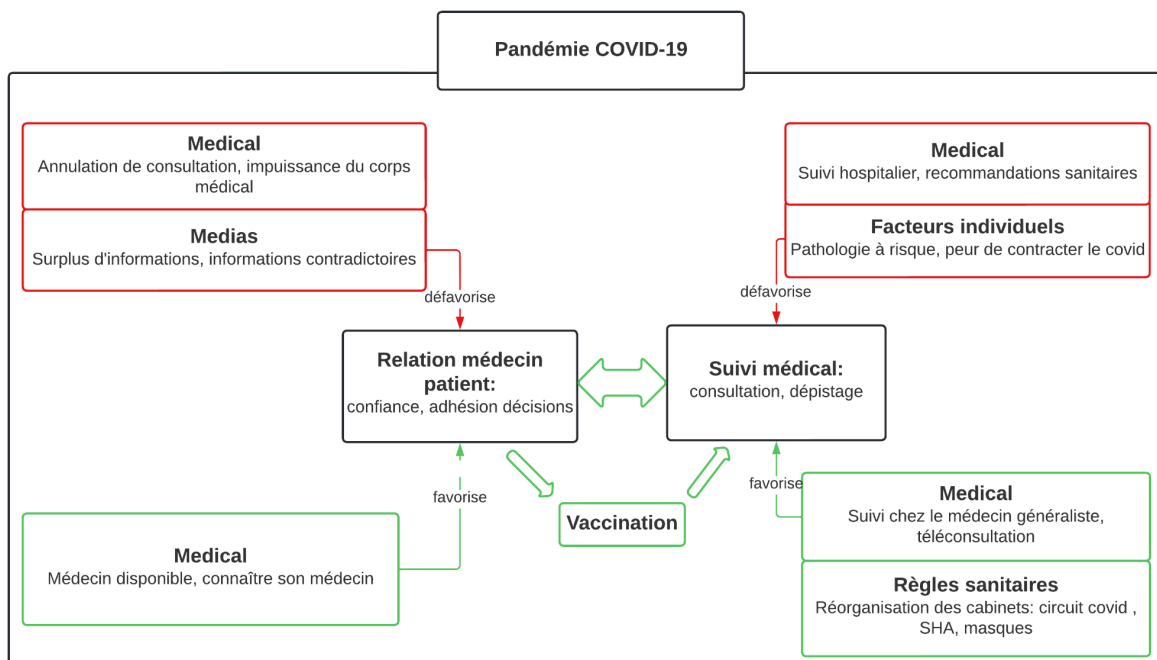 Pandémie COVID-19
Medical
Annulation de consultation, impuissance du corps
médical
Medias
Surplus d'informations, informations contradictoires
Medical
Suivi hospitalier, recommandations sanitaires
Facteurs individuels
Pathologie à risque, peur de contracter le covid
défavorise
défavorise
Relation médecin
patient:
confiance, adhésion décisions
Suivi médical:
consultation, dépistage
favorise
favorise
Vaccination
Medical
Médecin disponible, connaître son médecin
Medical
Suivi chez le médecin généraliste,
téléconsultation
Règles sanitaires
Réorganisation des cabinets: circuit covid ,
SHA, masques